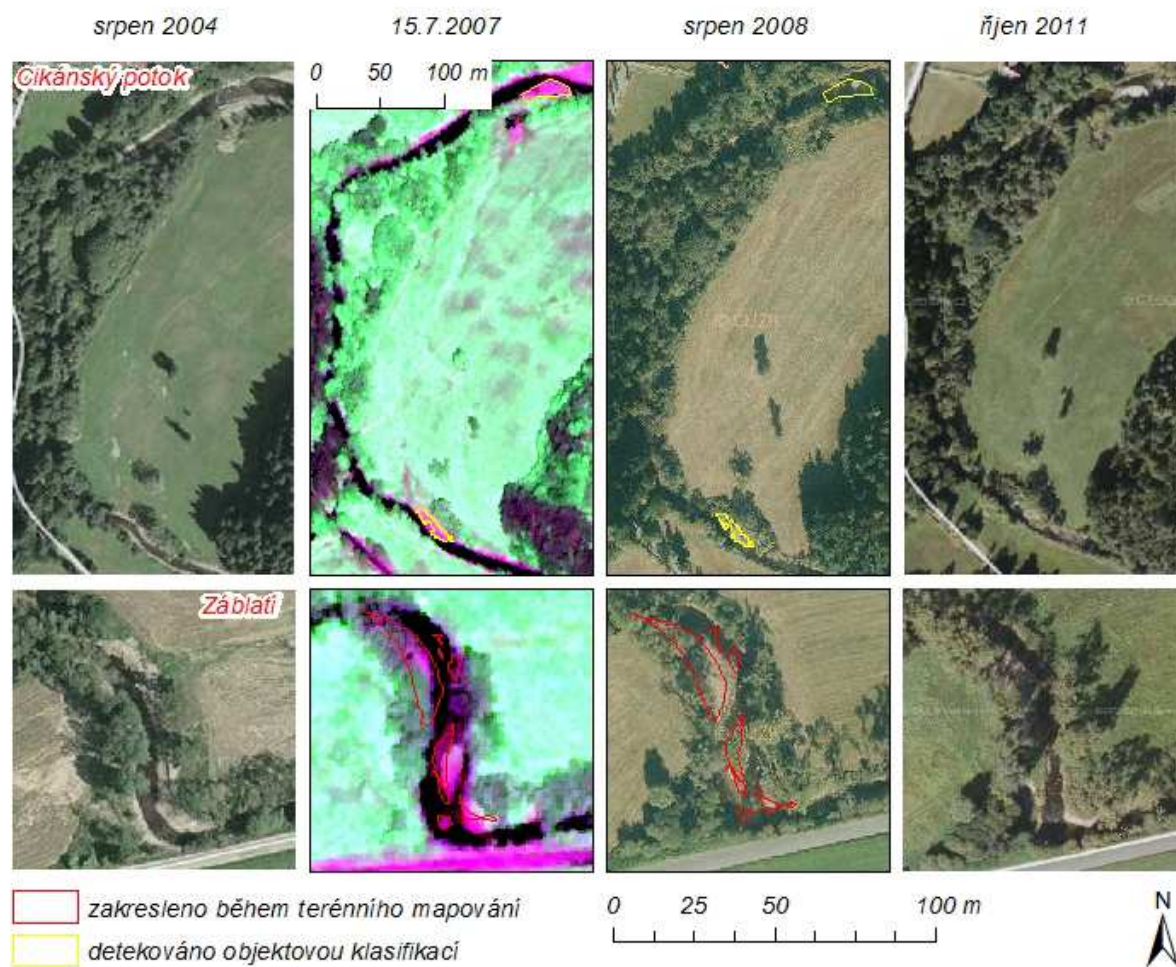 srpen 2004
15.7.2007
srpen 2008
říjen 2011
Cikánský potok
0 50 100 m
Záblatí
zakresleno během terénního mapování
detekováno objektovou klasifikací
0 25 50 100 m
N